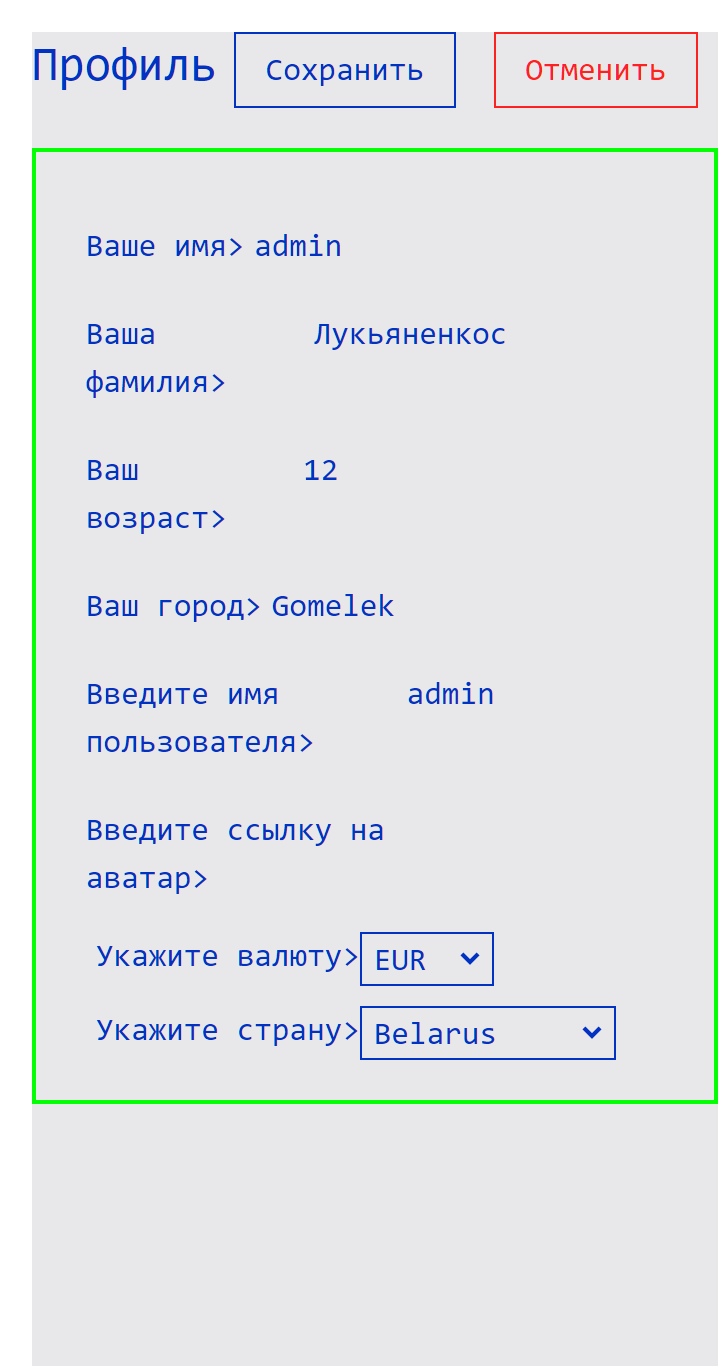 Профиль Сохранить Отменить
Ваше имя> admin
Ваша Лукьяненкос
фамилия>
Ваш 12
возраст>
Ваш город> Gomelek
Введите имя admin
пользователя>
Введите ссылку на
аватар>
Укажите валюту> EUR
Укажите страну> Belarus